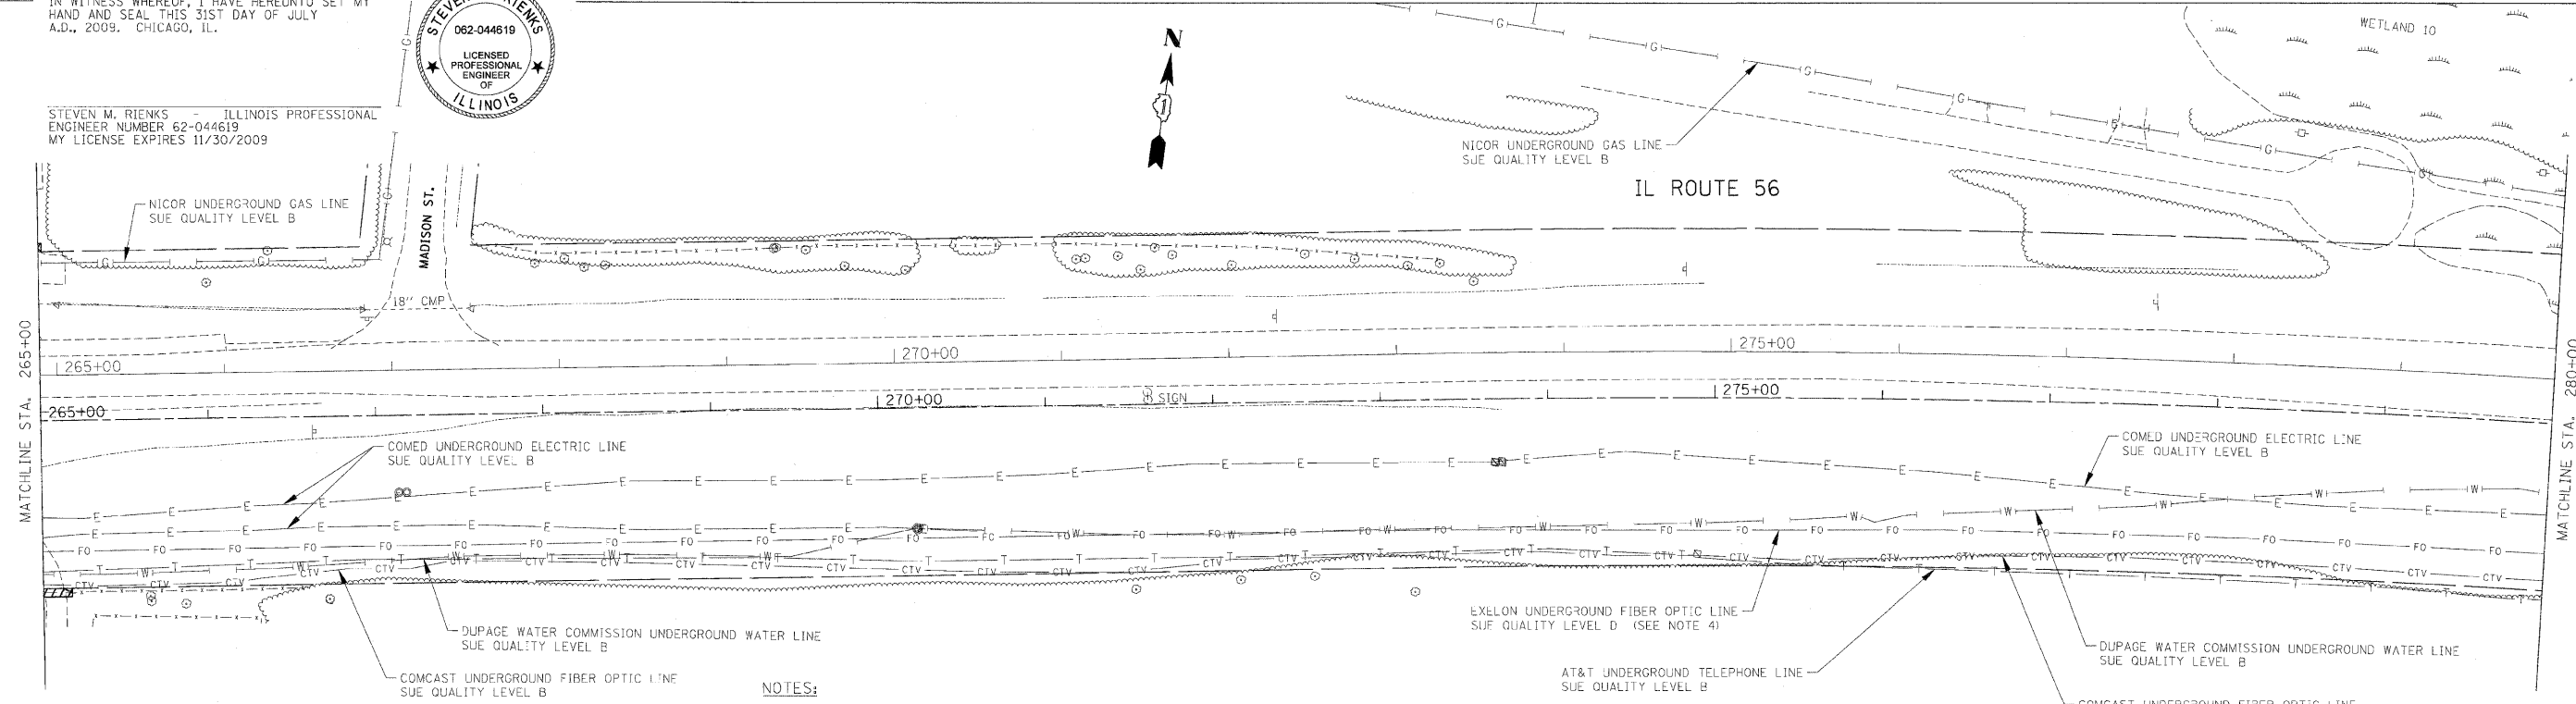 IN WITNESS WHEREOF, I HAVE HEREUNTO SET MY
HAND AND SEAL THIS 31ST DAY OF JULY
A.D., 2009. CHICAGO, IL.
RIENKS
062-044619
LICENSED
PROFESSIONAL
ENGINEER
OF
ILLINOIS
STEVEN M. RIENKS - ILLINOIS PROFESSIONAL
ENGINEER NUMBER 62-044619
MY LICENSE EXPIRES 11/30/2009
N
1
WETLAND 10
NICOR UNDERGROUND GAS LINE
SUE QUALITY LEVEL B
IL ROUTE 56
NICOR UNDERGROUND GAS LINE
SUE QUALITY LEVEL B
MADISON ST.
18" CMP
MATCHLINE STA. 265+00
265+00
270+00
275+00
265+00
270+00
SIGN
275+00
MATCHLINE STA. 280+00
COMED UNDERGROUND ELECTRIC LINE
SUE QUALITY LEVEL B
COMED UNDERGROUND ELECTRIC LINE
SUE QUALITY LEVEL B
DUPAGE WATER COMMISSION UNDERGROUND WATER LINE
SUE QUALITY LEVEL B
COMCAST UNDERGROUND FIBER OPTIC LINE
SUE QUALITY LEVEL B
NOTES:
EXELON UNDERGROUND FIBER OPTIC LINE
SUE QUALITY LEVEL D (SEE NOTE 4)
AT&T UNDERGROUND TELEPHONE LINE
SUE QUALITY LEVEL B
DUPAGE WATER COMMISSION UNDERGROUND WATER LINE
SUE QUALITY LEVEL B
COMCAST UNDERGROUND FIBER OPTIC LINE